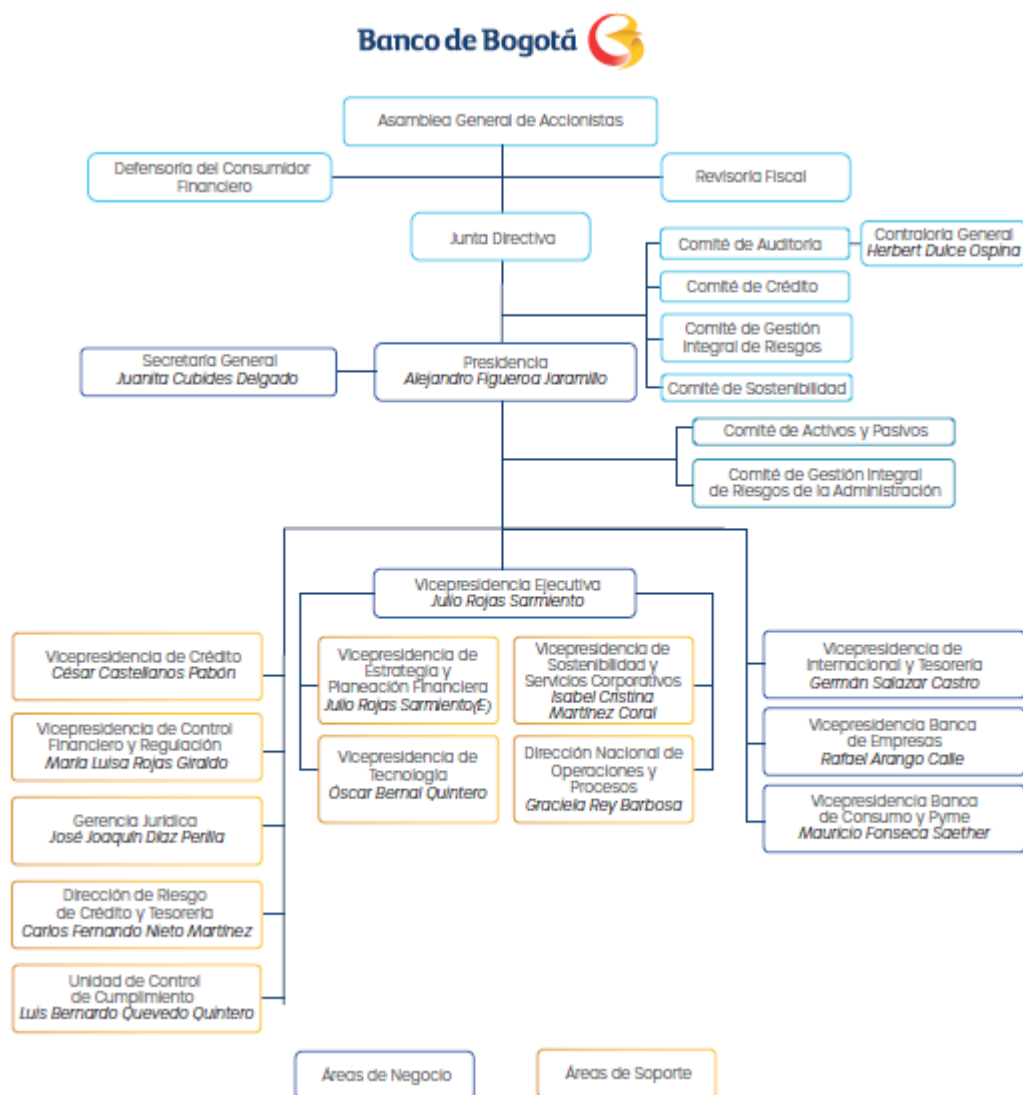 Banco de Bogotá
Asamblea General de Accionistas
Defensoría del Consumidor
Financiero
Revisoría Fiscal
Junta Directiva
Comité de Auditoría
Contraloría General
Herbert Dulce Ospina
Comité de Crédito
Comité de Gestión
Integral de Riesgos
Comité de Sostenibilidad
Secretaría General
Juanita Cubides Delgado
Presidencia
Alejandro Figueroa Jaramillo
Comité de Activos y Pasivos
Comité de Gestión Integral
de Riesgos de la Administración
Vicepresidencia Ejecutiva
Julio Rojas Sarmiento
Vicepresidencia de Crédito
César Castellanos Pabón
Vicepresidencia de Control
Financiero y Regulación
María Luisa Rojas Giraldo
Gerencia Jurídica
José Joaquín Díaz Perilla
Dirección de Riesgo
de Crédito y Tesorería
Carlos Fernando Nieto Martínez
Unidad de Control
de Cumplimiento
Luis Bernardo Quevedo Quintero
Vicepresidencia de
Estrategia y
Planeación Financiera
Julio Rojas Sarmiento(E)
Vicepresidencia de
Tecnología
Óscar Bernal Quintero
Vicepresidencia de
Sostenibilidad y
Servicios Corporativos
Isabel Cristina
Martínez Coral
Dirección Nacional de
Operaciones y
Procesos
Graciela Rey Barbosa
Vicepresidencia de
Internacional y Tesorería
Germán Salazar Castro
Vicepresidencia Banca
de Empresas
Rafael Arango Calle
Vicepresidencia Banca
de Consumo y Pyme
Mauricio Fonseca Saether
Áreas de Negocio
Áreas de Soporte